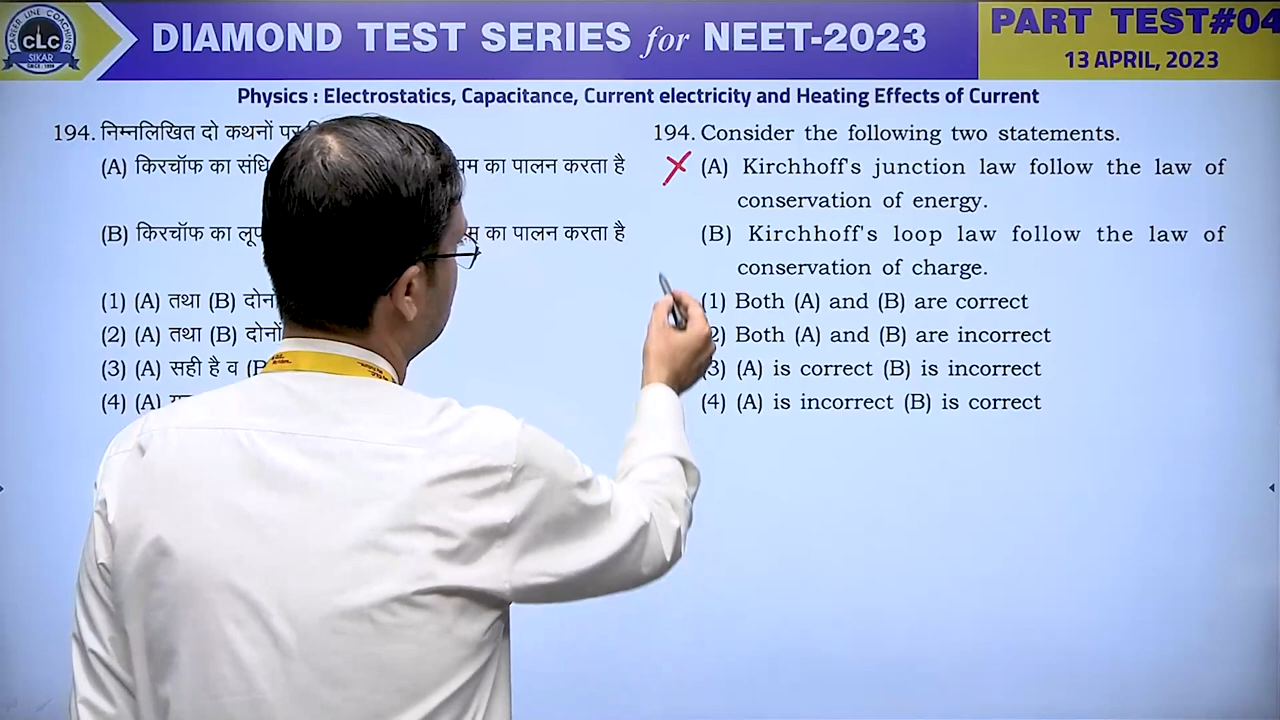 CAREER LINE COACHING
CLC
SIKAR
SINCE : 1996
DIAMOND TEST SERIES for NEET-2023
PART TEST#04
13 APRIL, 2023
Physics : Electrostatics, Capacitance, Current electricity and Heating Effects of Current
194. निम्नलिखित दो कथनों पर
(A) किरचॉफ का संधि का पालन करता है
(B) किरचॉफ का लूप का पालन करता है
(1) (A) तथा (B) दोनों
(2) (A) तथा (B) दोनों
(3) (A) सही है व (B
(4) (A)
194. Consider the following two statements.
(A) Kirchhoff's junction law follow the law of
conservation of energy.
(B) Kirchhoff's loop law follow the law of
conservation of charge.
(1) Both (A) and (B) are correct
2) Both (A) and (B) are incorrect
(3) (A) is correct (B) is incorrect
(4) (A) is incorrect (B) is correct